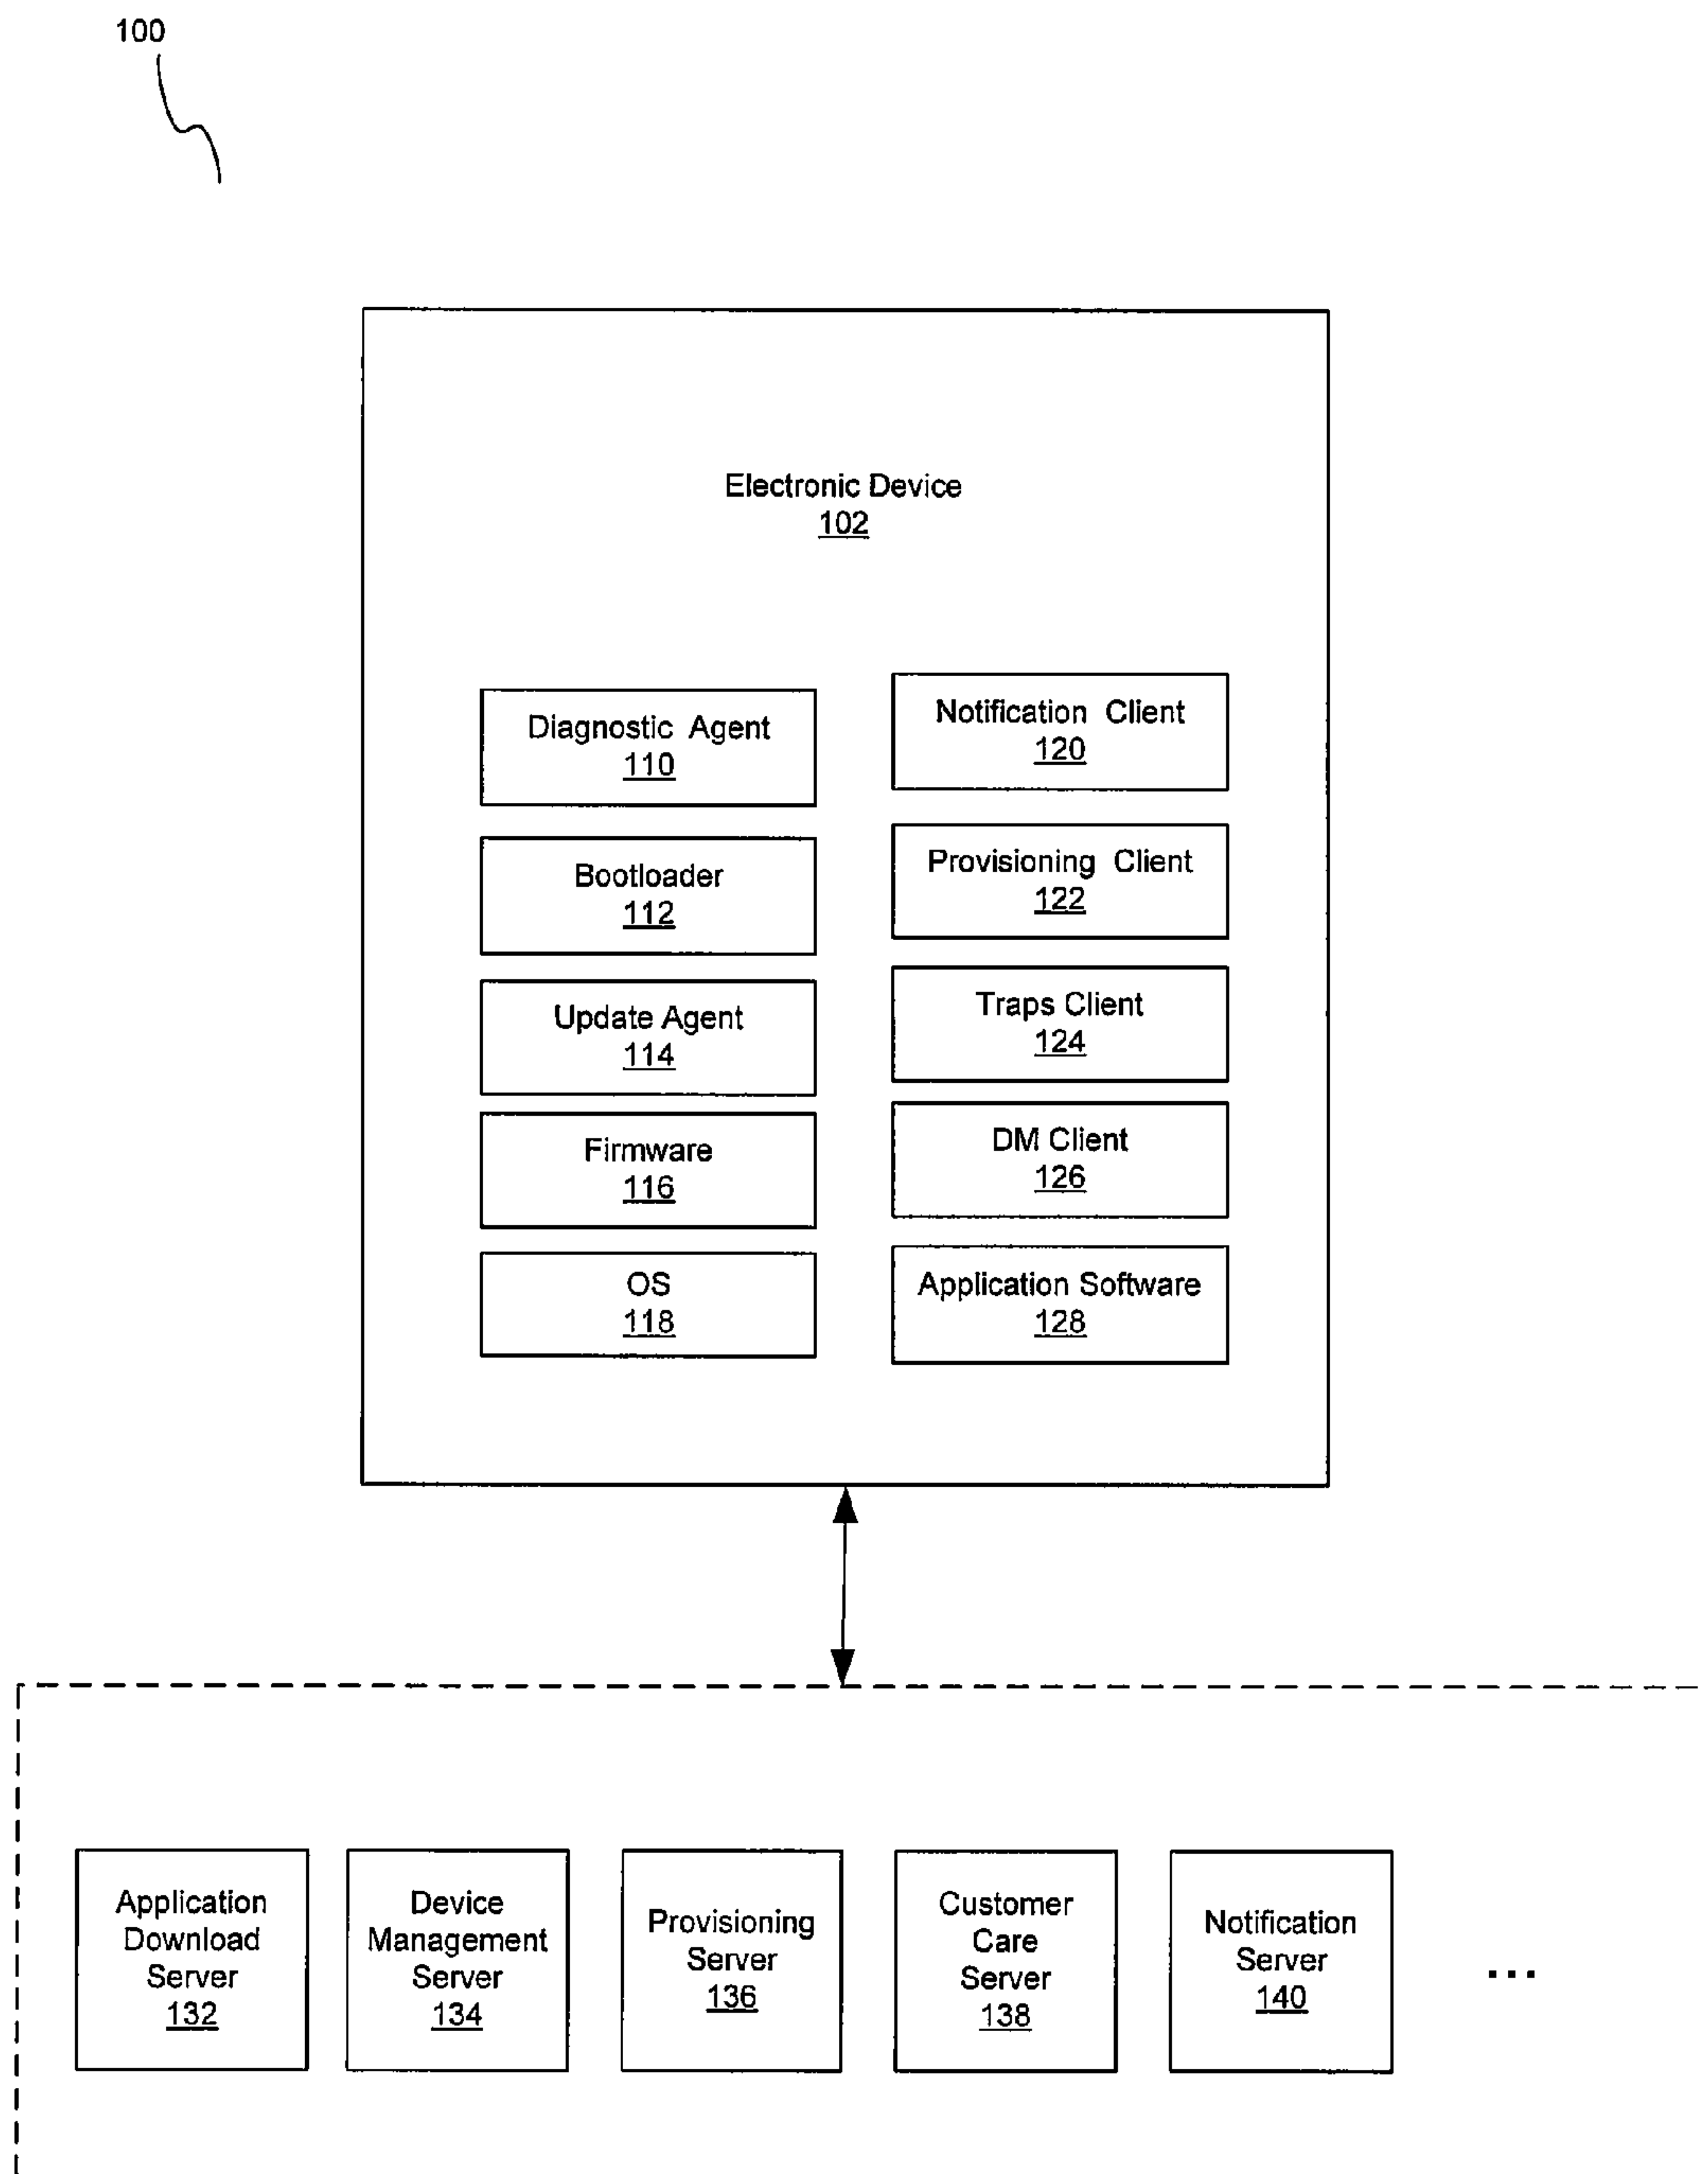 100
Electronic Device
102
Diagnostic Agent
110
Bootloader
112
Update Agent
114
Firmware
116
OS
118
Notification Client
120
Provisioning Client
122
Traps Client
124
DM Client
126
Application Software
128
Application
Download
Server
132
Device
Management
Server
134
Provisioning
Server
136
Customer
Care
Server
138
Notification
Server
140
...